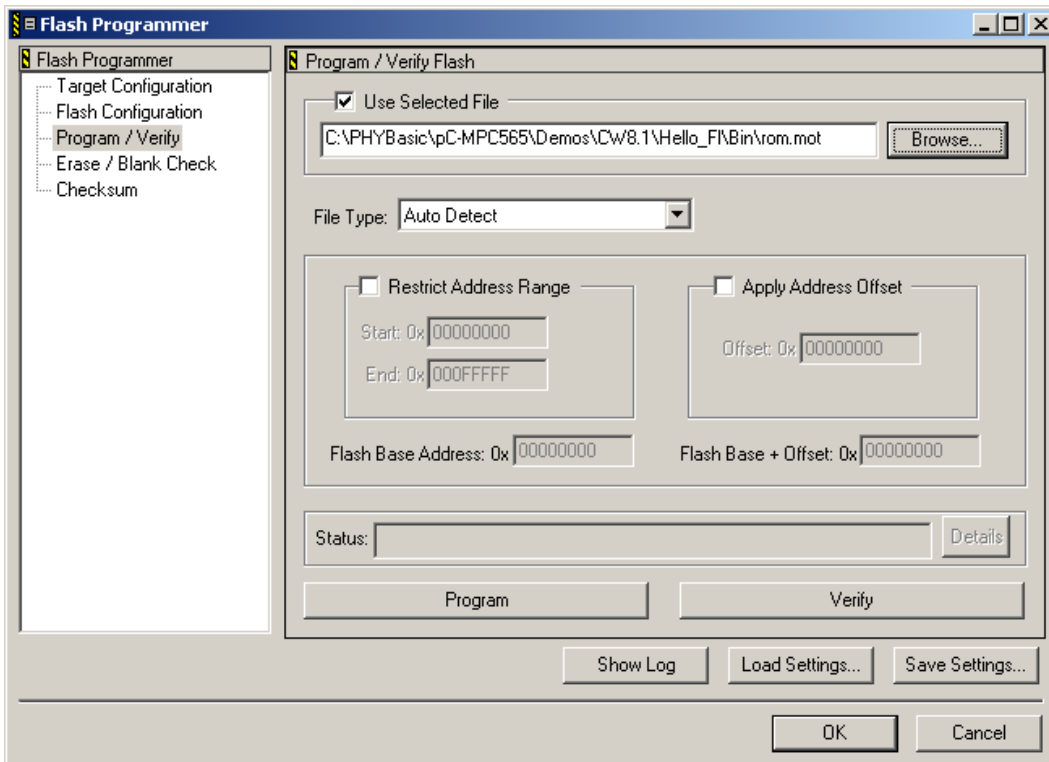 Flash Programmer
Flash Programmer
Target Configuration
Flash Configuration
Program / Verify
Erase / Blank Check
Checksum
Program / Verify Flash
Use Selected File
C:\PHYBasic\pC-MPC565\Demos\CW8.1\Hello_Fl\Bin\rom.mot
Browse...
File Type: Auto Detect
Restrict Address Range
Start: 0x 00000000
End: 0x 000FFFFF
Apply Address Offset
Offset: 0x 00000000
Flash Base Address: 0x 00000000
Flash Base + Offset: 0x 00000000
Status:
Details
Program
Verify
Show Log
Load Settings...
Save Settings...
OK
Cancel